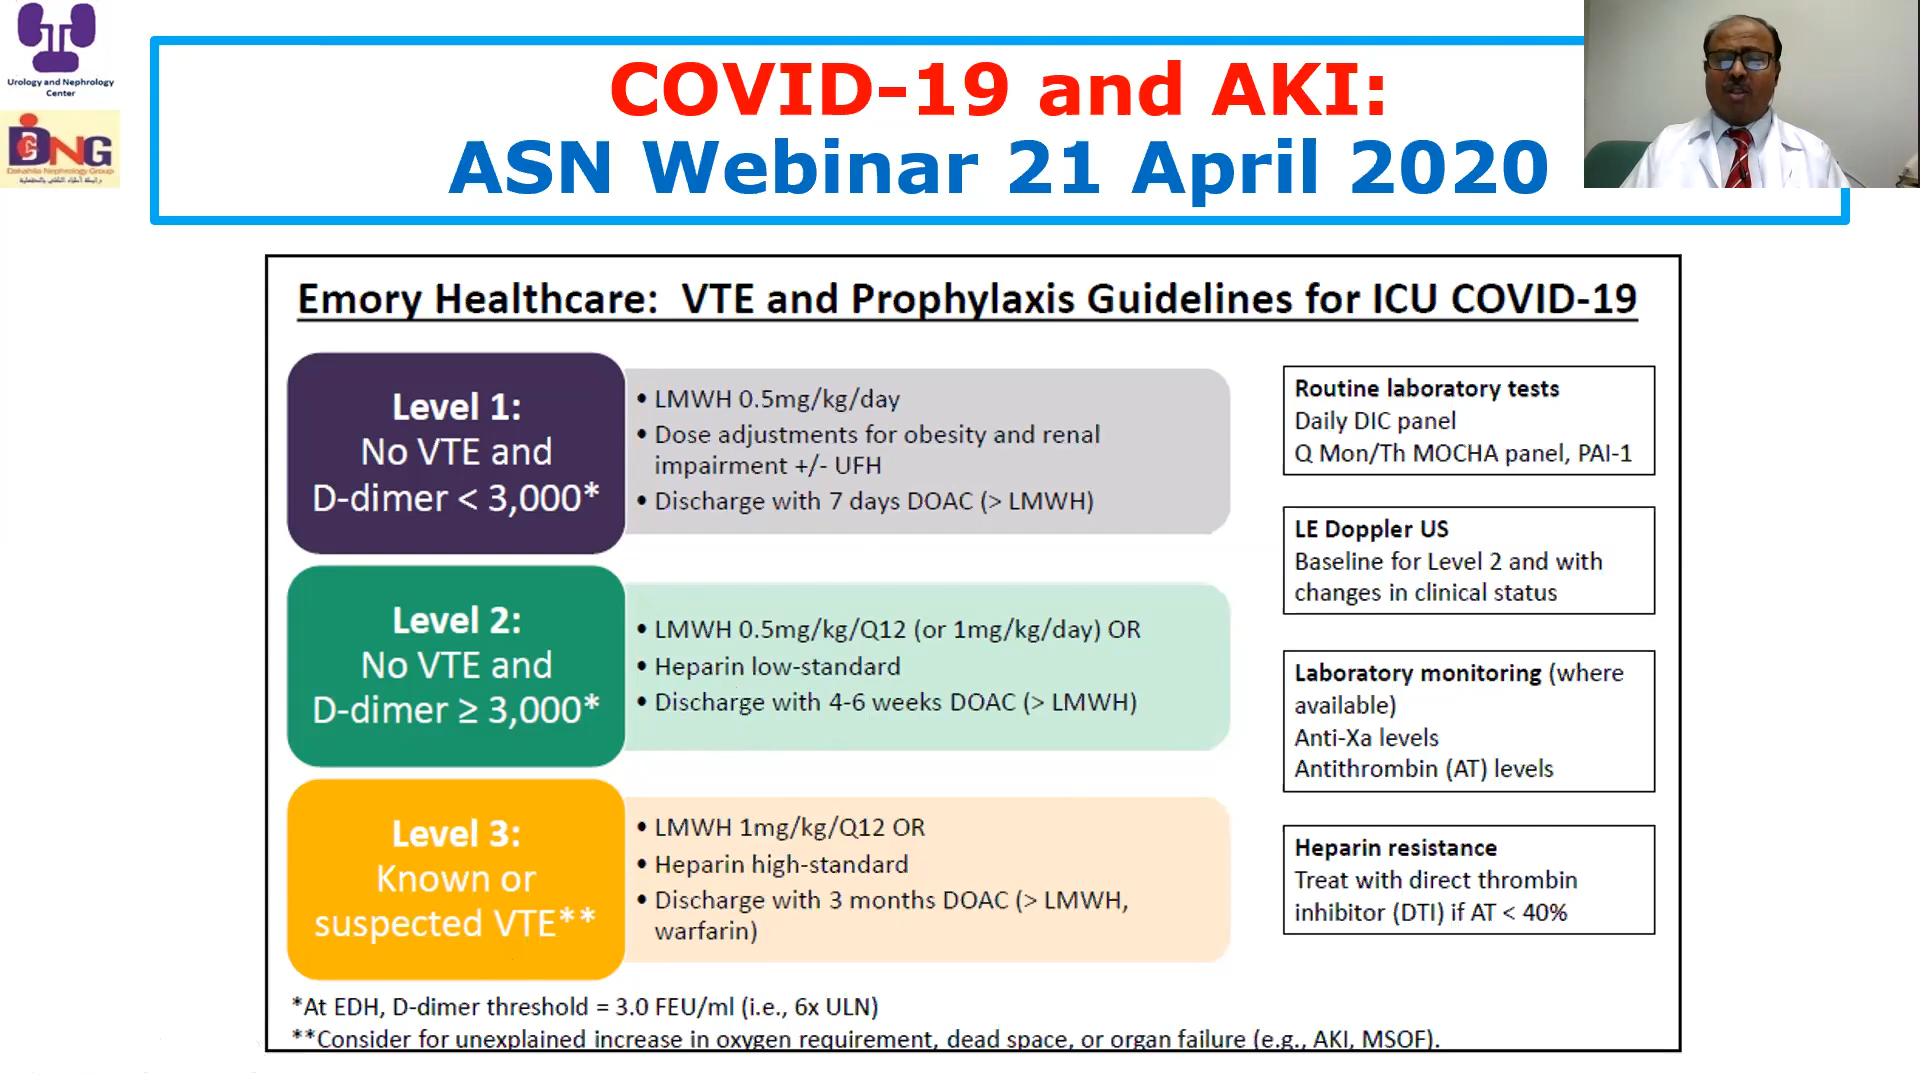 Urology and Nephrology
Center
DNG
Dakahlia Nephrology Group
COVID-19 and AKI:
ASN Webinar 21 April 2020
Emory Healthcare: VTE and Prophylaxis Guidelines for ICU COVID-19
Level 1:
No VTE and
D-dimer < 3,000*
• LMWH 0.5mg/kg/day
• Dose adjustments for obesity and renal
impairment +/- UFH
• Discharge with 7 days DOAC (> LMWH)
Level 2:
No VTE and
D-dimer ≥ 3,000*
• LMWH 0.5mg/kg/Q12 (or 1mg/kg/day) OR
• Heparin low-standard
• Discharge with 4-6 weeks DOAC (> LMWH)
Level 3:
Known or
suspected VTE**
• LMWH 1mg/kg/Q12 OR
• Heparin high-standard
• Discharge with 3 months DOAC (> LMWH,
warfarin)
Routine laboratory tests
Daily DIC panel
Q Mon/Th MOCHA panel, PAI-1
LE Doppler US
Baseline for Level 2 and with
changes in clinical status
Laboratory monitoring (where
available)
Anti-Xa levels
Antithrombin (AT) levels
Heparin resistance
Treat with direct thrombin
inhibitor (DTI) if AT < 40%
*At EDH, D-dimer threshold = 3.0 FEU/ml (i.e., 6x ULN)
**Consider for unexplained increase in oxygen requirement, dead space, or organ failure (e.g., AKI, MSOF).